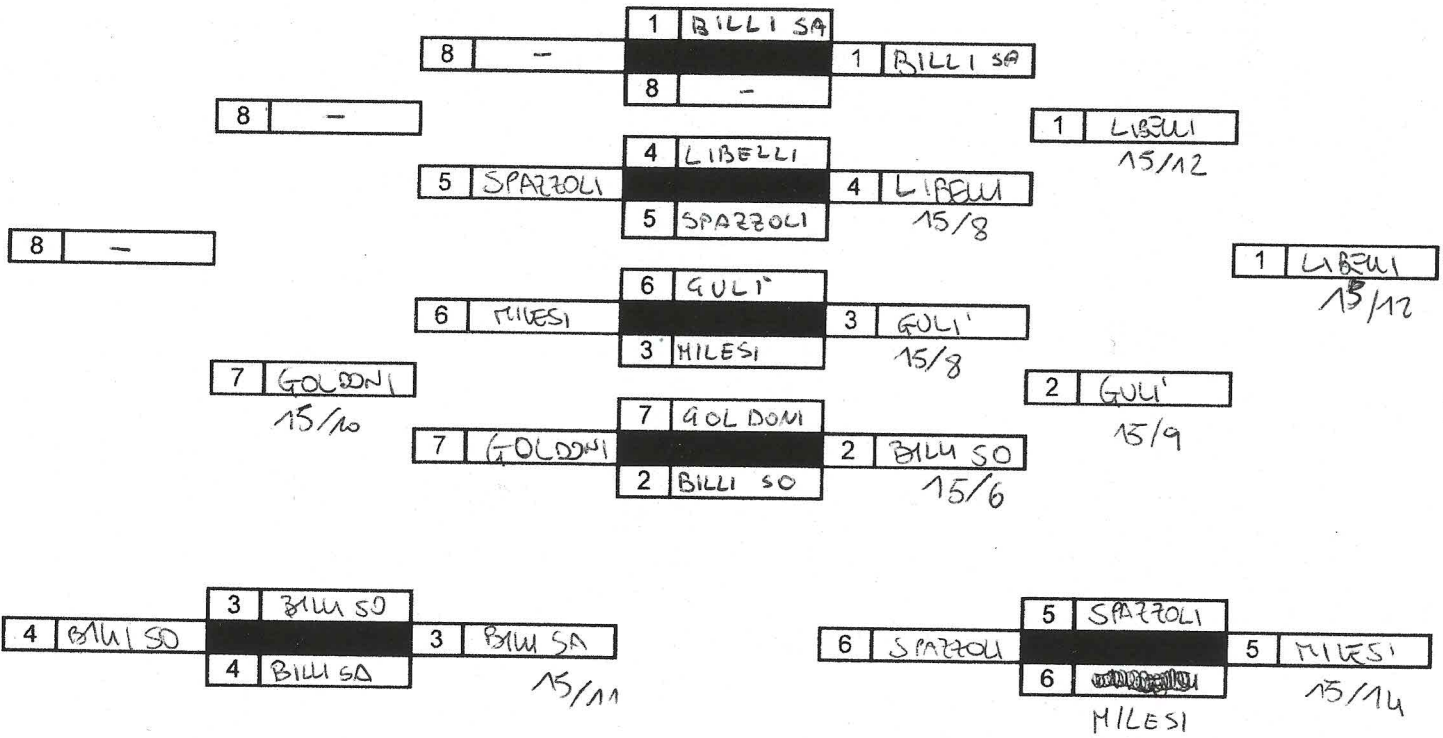 1 BILLI SA
8 - 1 BILLI SA
8 -
8 - 1 LIBELLI
15/12
4 LIBELLI
5 SPAZZOLI 4 LIBELLI
5 SPAZZOLI 15/8
8 - 1 LIBELLI
15/12
6 GULI'
6 MILESI 3 GULI'
3 MILESI 15/8
7 GOLDONI 2 GULI'
15/10 15/9
7 GOLDONI
7 GOLDONI 2 BILLI SO
2 BILLI SO 15/6
3 BILLI SO
4 BILLI SO 3 BILLI SA
4 BILLI SA 15/11
5 SPAZZOLI
6 SPAZZOLI 5 MILESI
6 15/14
MILESI